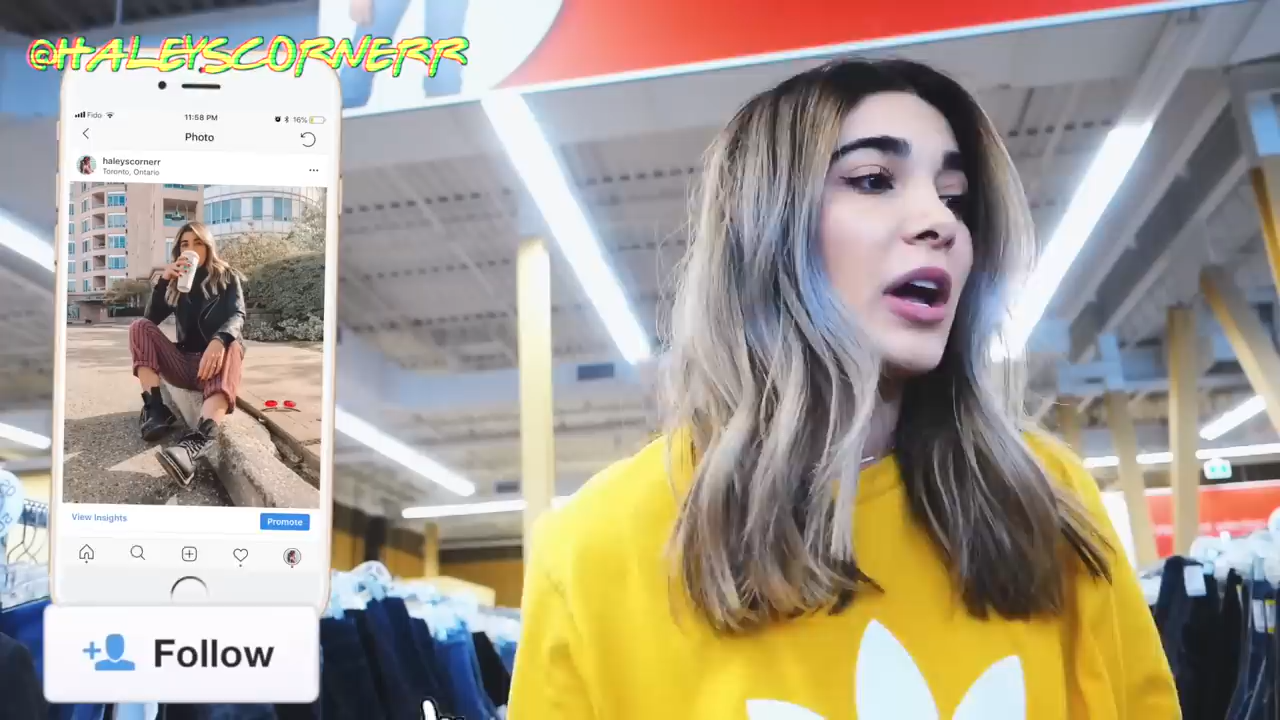 @HALEYSCORNERR
Fido
11:58 PM
16%
Photo
haleyscornerr
Toronto, Ontario
View Insights
Promote
Follow